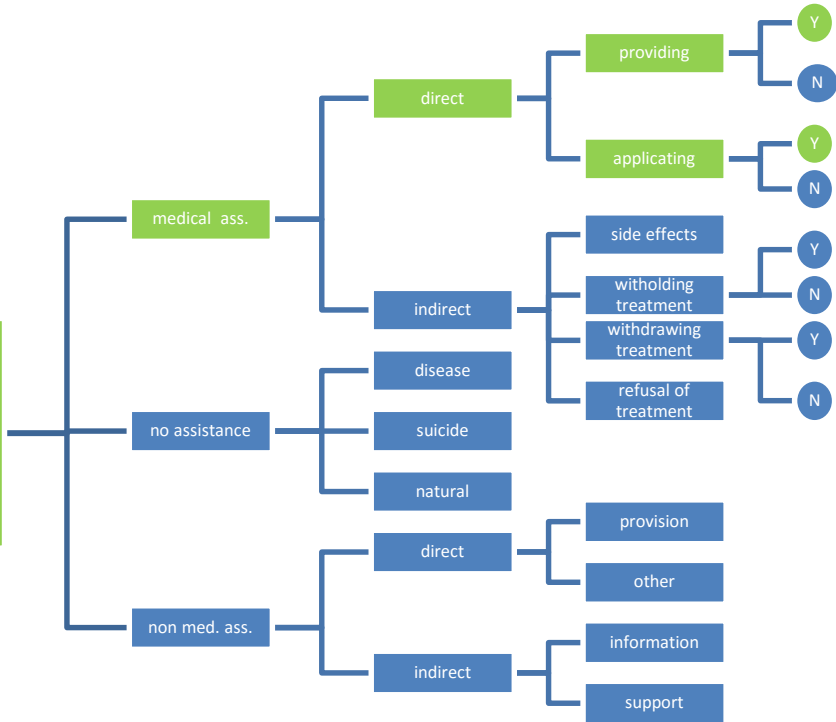 providing
Y
N
direct
applicating
Y
N
medical ass.
side effects
witholding
treatment
Y
N
indirect
withdrawing
treatment
Y
N
refusal of
treatment
disease
no assistance
suicide
natural
provision
direct
other
non med. ass.
information
indirect
support